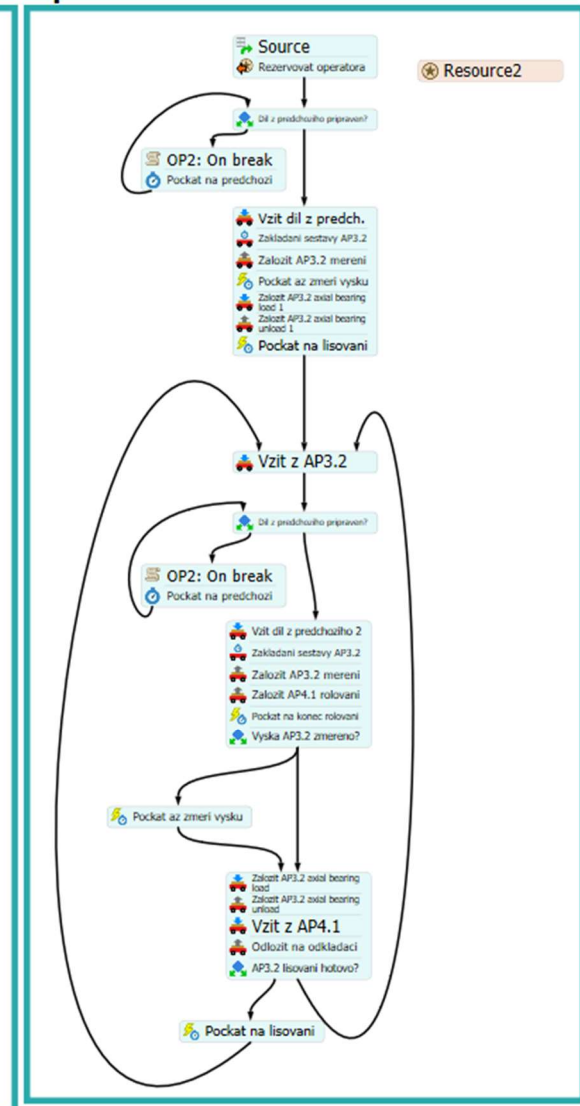 Source
Rezervovat operatora
Resource2
Dil z predchoziho pripraven?
OP2: On break
Pockat na predchozi
Vzit dil z predch.
Zakladani sestavy AP3.2
Zalozit AP3.2 mereni
Pockat az zmeri vysku
Zalozit AP3.2 axial bearing
load 1
Zalozit AP3.2 axial bearing
unload 1
Pockat na lisovani
Vzit z AP3.2
Dil z predchoziho pripraven?
OP2: On break
Pockat na predchozi
Vzit dil z predchoziho 2
Zakladani sestavy AP3.2
Zalozit AP3.2 mereni
Zalozit AP4.1 rolovani
Pockat na konec rolovani
Vyska AP3.2 zmereno?
Pockat az zmeri vysku
Zalozit AP3.2 axial bearing
load
Zalozit AP3.2 axial bearing
unload
Vzit z AP4.1
Odlozit na odkladaci
AP3.2 lisovani hotovo?
Pockat na lisovani